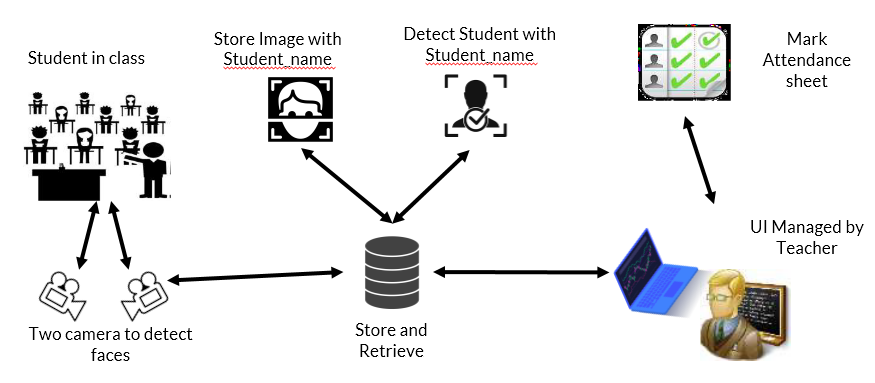 Student in class
Store Image with
Student_name
Detect Student with
Student_name
Mark
Attendance
sheet
UI Managed by
Teacher
Two camera to detect
faces
Store and
Retrieve